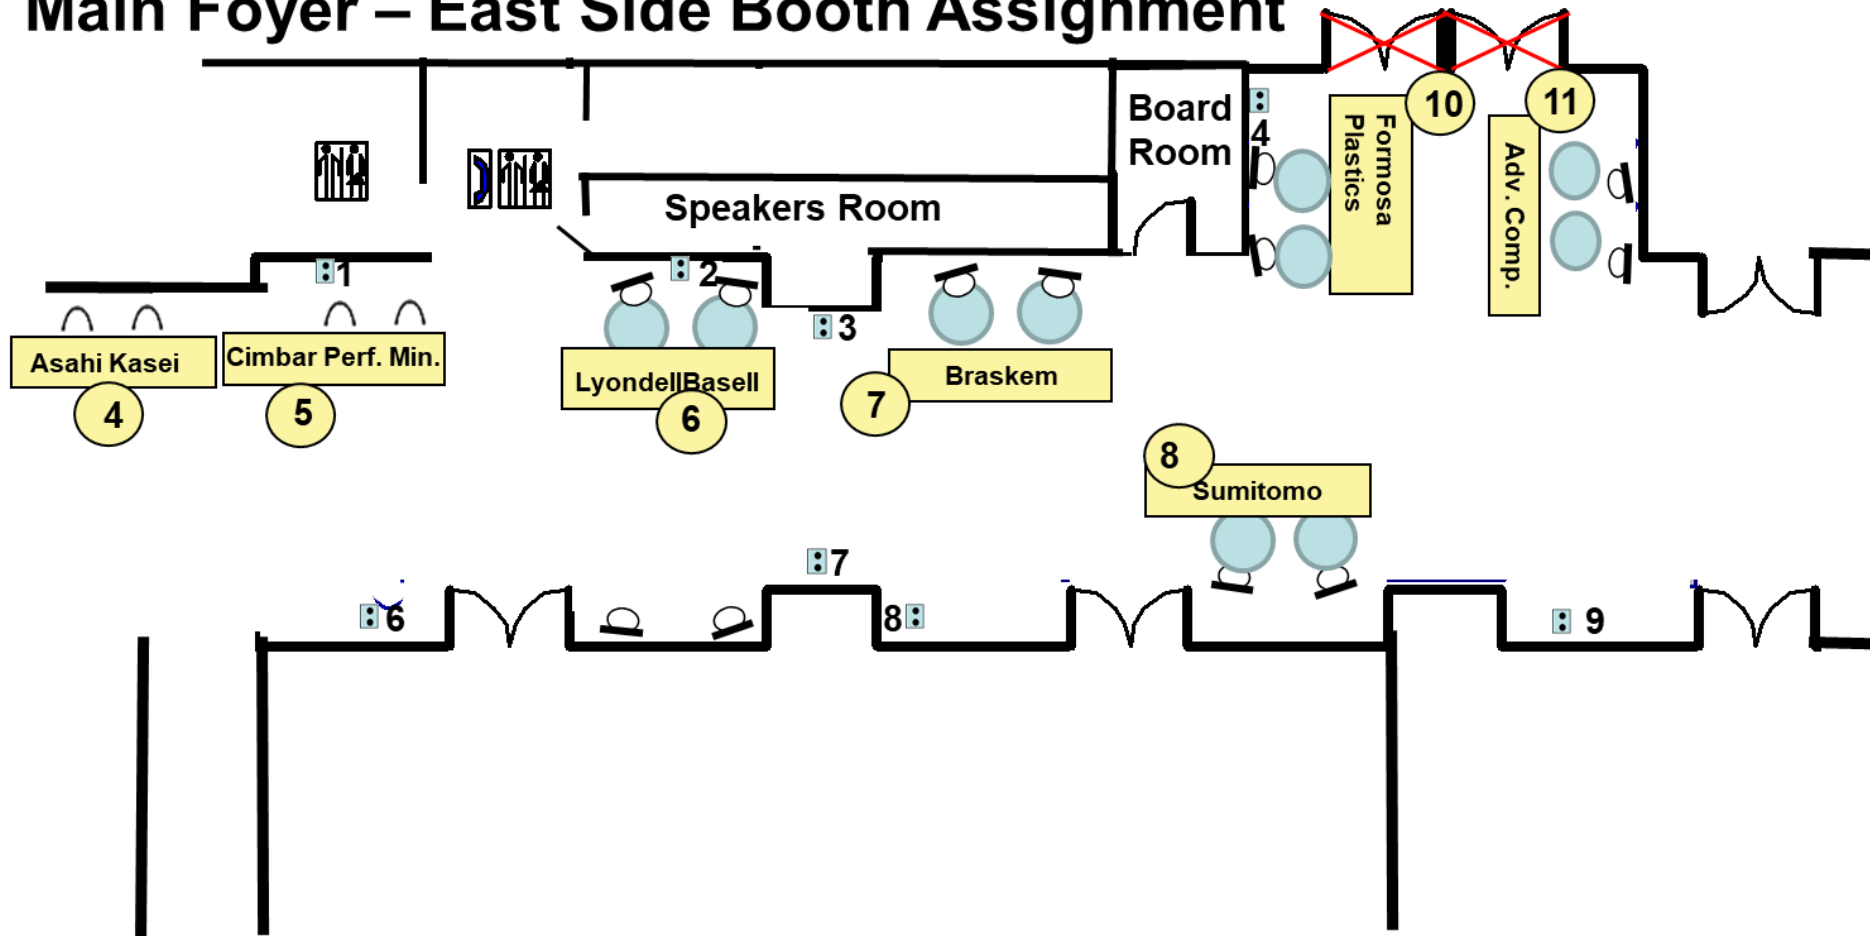 Main Foyer – East Side Booth Assignment
Board
Room
4
10
11
Formosa
Plastics
Adv. Comp.
Speakers Room
1
2
3
Asahi Kasei
Cimbar Perf. Min.
LyondellBasell
Braskem
4
5
6
7
8
Sumitomo
7
6
8
9